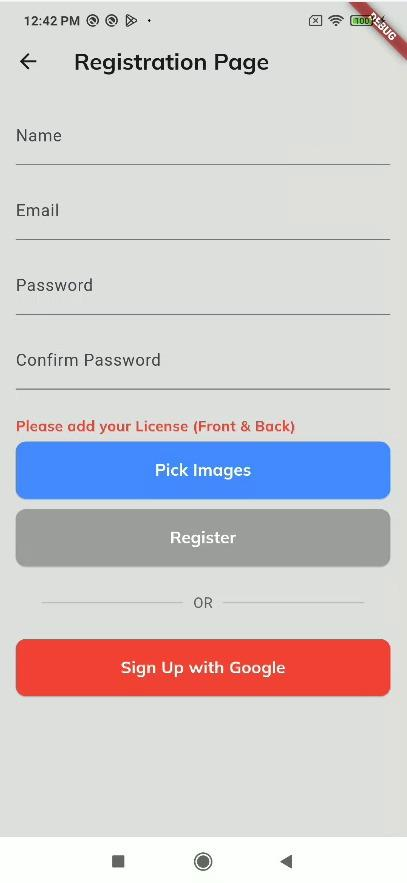 12:42 PM
100
DEBUG
Registration Page
Name
Email
Password
Confirm Password
Please add your License (Front & Back)
Pick Images
Register
OR
Sign Up with Google